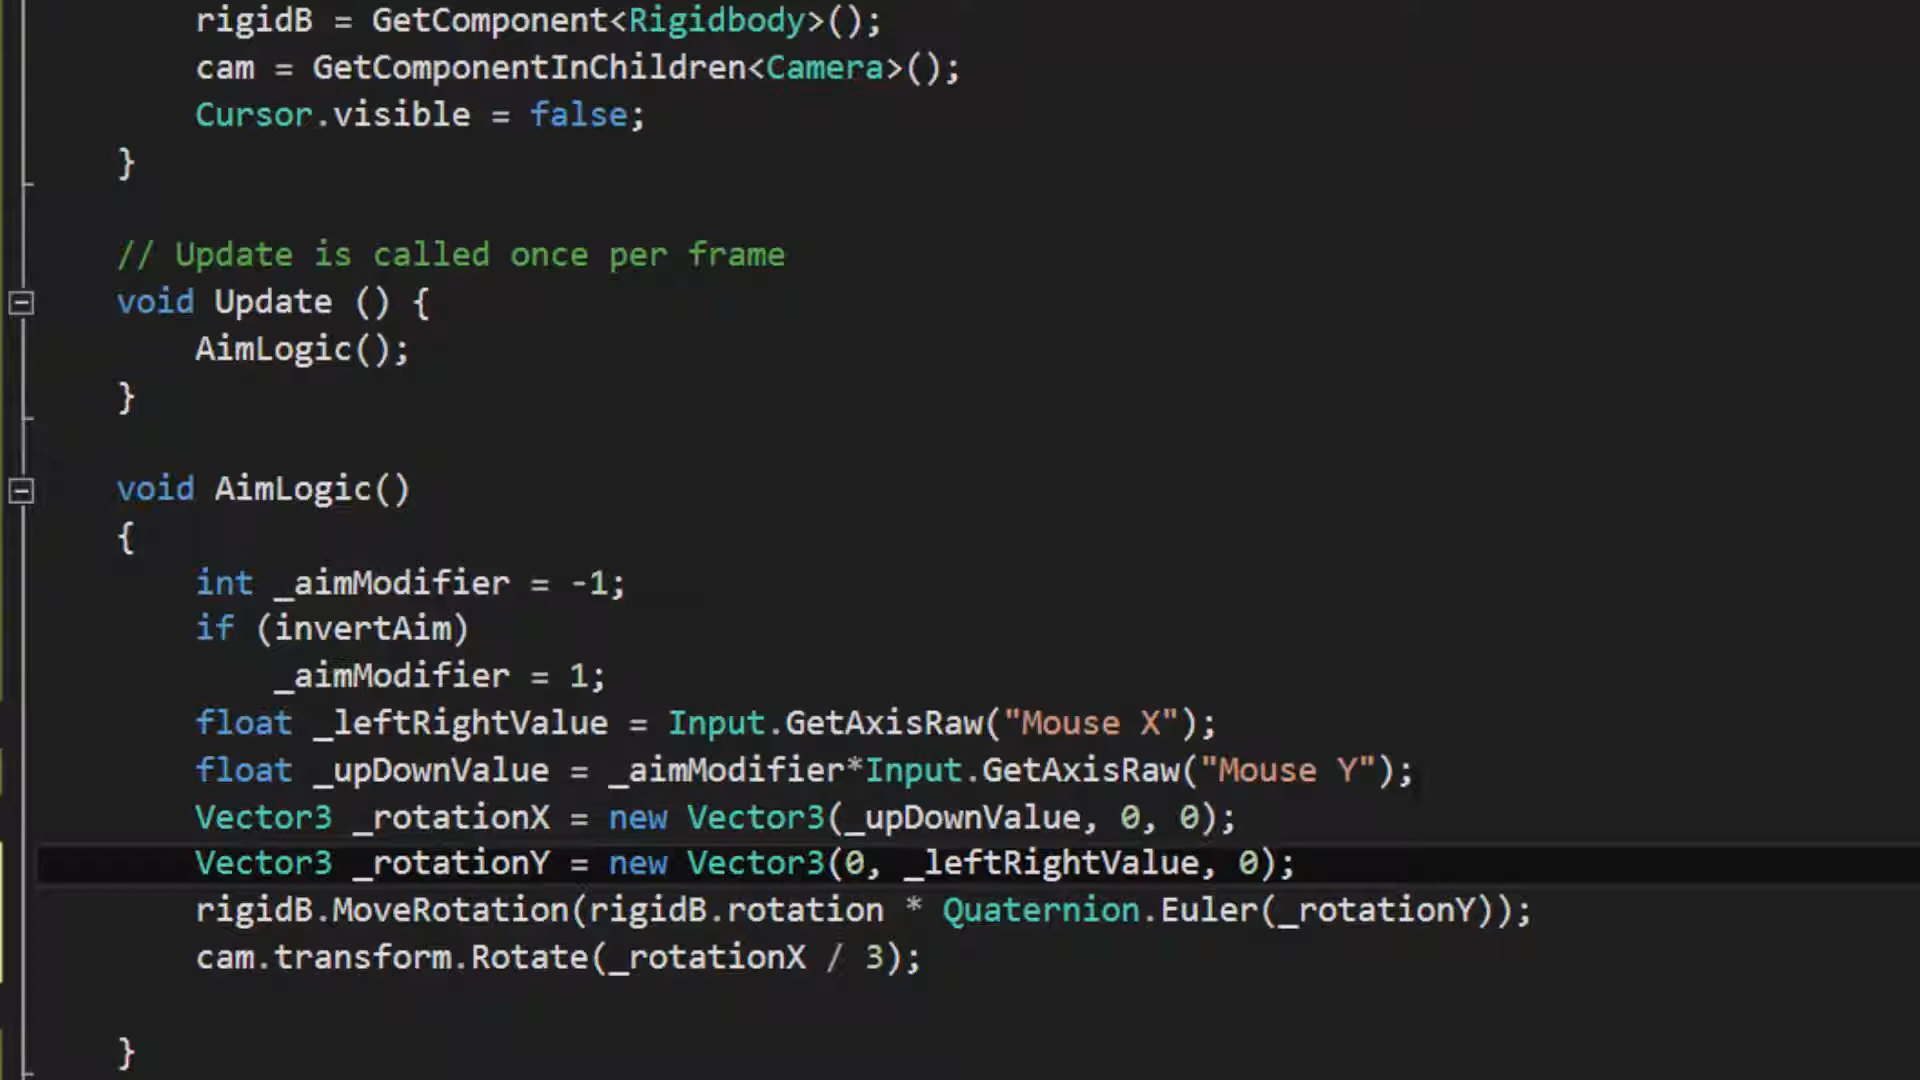 rigidB = GetComponent<Rigidbody>();
cam = GetComponentInChildren<Camera>();
Cursor.visible = false;
}
// Update is called once per frame
void Update () {
AimLogic();
}
void AimLogic()
{
int _aimModifier = -1;
if (invertAim)
_aimModifier = 1;
float _leftRightValue = Input.GetAxisRaw("Mouse X");
float _upDownValue = _aimModifier*Input.GetAxisRaw("Mouse Y");
Vector3 _rotationX = new Vector3(_upDownValue, 0, 0);
Vector3 _rotationY = new Vector3(0, _leftRightValue, 0);
rigidB.MoveRotation(rigidB.rotation * Quaternion.Euler(_rotationY));
cam.transform.Rotate(_rotationX / 3);
}